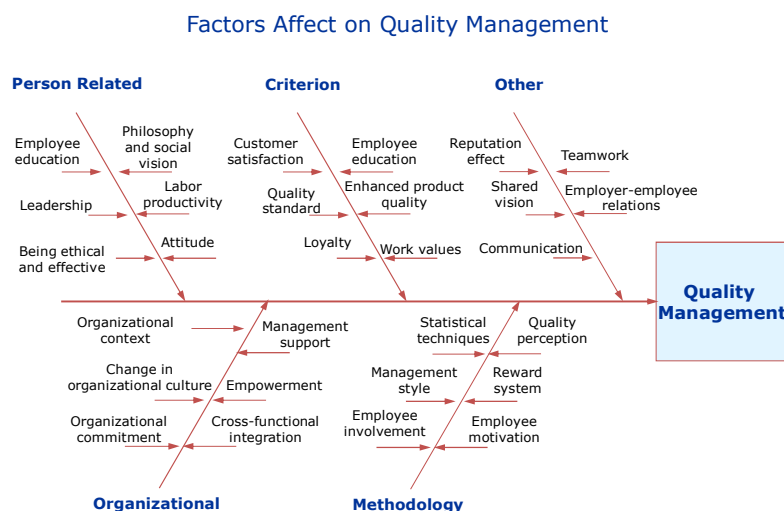 Factors Affect on Quality Management
Person Related
Criterion
Other
Employee
education
Philosophy
and social
vision
Leadership
Labor
productivity
Being ethical
and effective
Attitude
Customer
satisfaction
Employee
education
Quality
standard
Enhanced product
quality
Loyalty
Work values
Reputation
effect
Teamwork
Shared
vision
Employer-employee
relations
Communication
Quality
Management
Organizational
context
Management
support
Change in
organizational culture
Empowerment
Organizational
commitment
Cross-functional
integration
Statistical
techniques
Quality
perception
Management
style
Reward
system
Employee
involvement
Employee
motivation
Organizational
Methodology